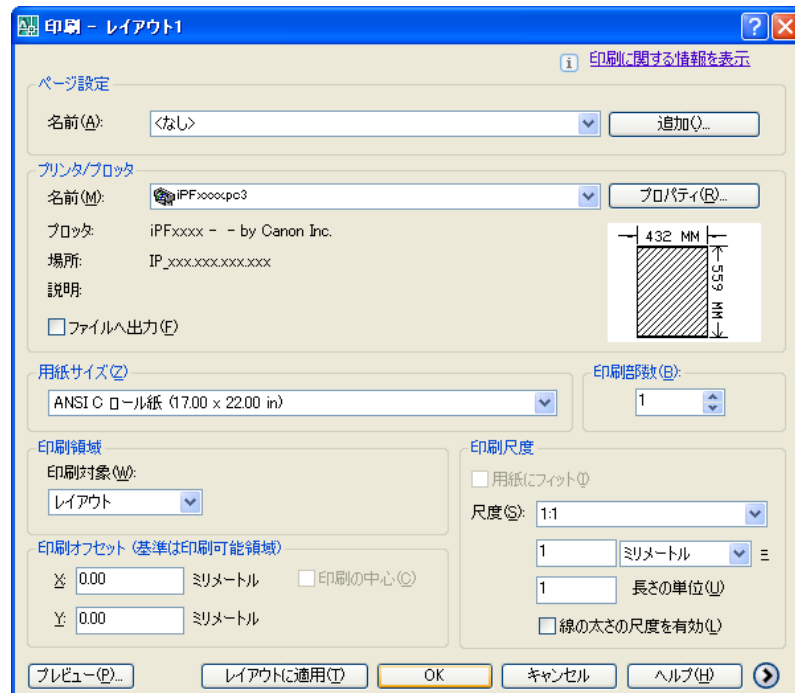 印刷 - レイアウト1
印刷に関する情報を表示
ページ設定
名前(A): <なし> 追加()...
プリンタ/プロッタ
名前(M): iPFxxxx.pc3 プロパティ(R)...
プロッタ: iPFxxxx - - by Canon Inc.
場所: IP_xxx.xxx.xxx.xxx
説明:
432 MM
559 MM
ファイルへ出力(F)
用紙サイズ(Z)
ANSI C ロール紙 (17.00 x 22.00 in)
印刷部数(B):
1
印刷領域
印刷対象(W):
レイアウト
印刷オフセット (基準は印刷可能領域)
X: 0.00 ミリメートル 印刷の中心(C)
Y: 0.00 ミリメートル
印刷尺度
用紙にフィット(I)
尺度(S): 1:1
1 ミリメートル =
1 長さの単位(U)
線の太さの尺度を有効(L)
プレビュー(P)... レイアウトに適用(T) OK キャンセル ヘルプ(H)